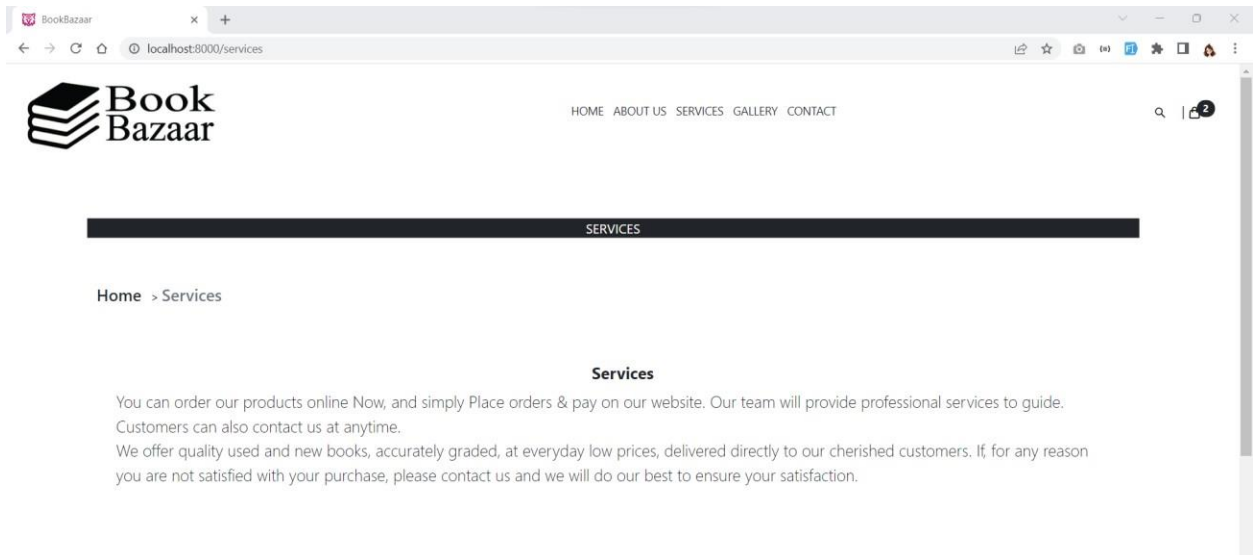 BookBazaar
localhost:8000/services
Book
Bazaar
HOME ABOUT US SERVICES GALLERY CONTACT
2
SERVICES
Home > Services
Services
You can order our products online Now, and simply Place orders & pay on our website. Our team will provide professional services to guide.
Customers can also contact us at anytime.
We offer quality used and new books, accurately graded, at everyday low prices, delivered directly to our cherished customers. If, for any reason
you are not satisfied with your purchase, please contact us and we will do our best to ensure your satisfaction.